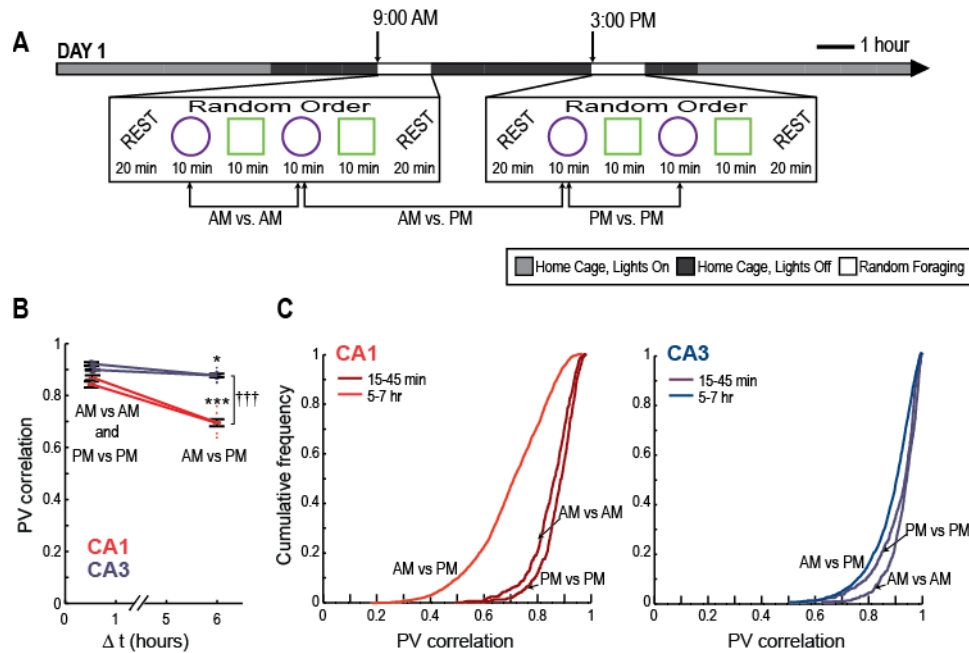 9:00 AM 3:00 PM
A
DAY 1
1 hour
Random Order
REST REST
20 min 10 min 10 min 10 min 10 min 20 min
Random Order
REST REST
20 min 10 min 10 min 10 min 10 min 20 min
AM vs. AM AM vs. PM PM vs. PM
Home Cage, Lights On Home Cage, Lights Off Random Foraging
B
PV correlation
1
0.8
0.6
0.4
0.2
0
*
***
†††
AM vs AM
and
PM vs PM
AM vs PM
CA1
CA3
1 5 6
Δ t (hours)
C
CA1
15-45 min
5-7 hr
Cumulative frequency
1
0.8
0.6
0.4
0.2
0
AM vs AM
AM vs PM
PM vs PM
0 0.2 0.4 0.6 0.8 1
PV correlation
CA3
15-45 min
5-7 hr
1
0.8
0.6
0.4
0.2
0
PM vs PM
AM vs PM
AM vs AM
0 0.2 0.4 0.6 0.8 1
PV correlation